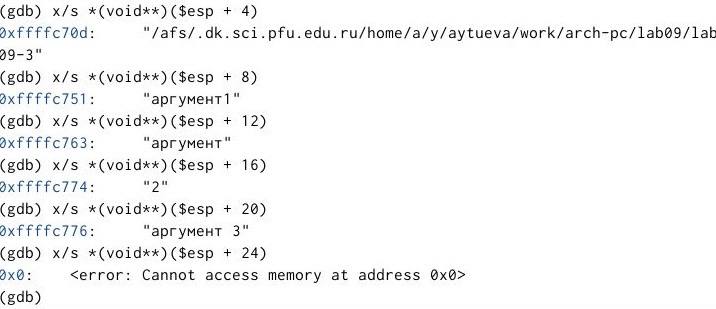 (gdb) x/s *(void**)($esp + 4)
0xffffc70d:     "/afs/.dk.sci.pfu.edu.ru/home/a/y/aytueva/work/arch-pc/lab09/lab
09-3"
(gdb) x/s *(void**)($esp + 8)
0xffffc751:     "аргумент1"
(gdb) x/s *(void**)($esp + 12)
0xffffc763:     "аргумент"
(gdb) x/s *(void**)($esp + 16)
0xffffc774:     "2"
(gdb) x/s *(void**)($esp + 20)
0xffffc776:     "аргумент 3"
(gdb) x/s *(void**)($esp + 24)
0x0:    <error: Cannot access memory at address 0x0>
(gdb)